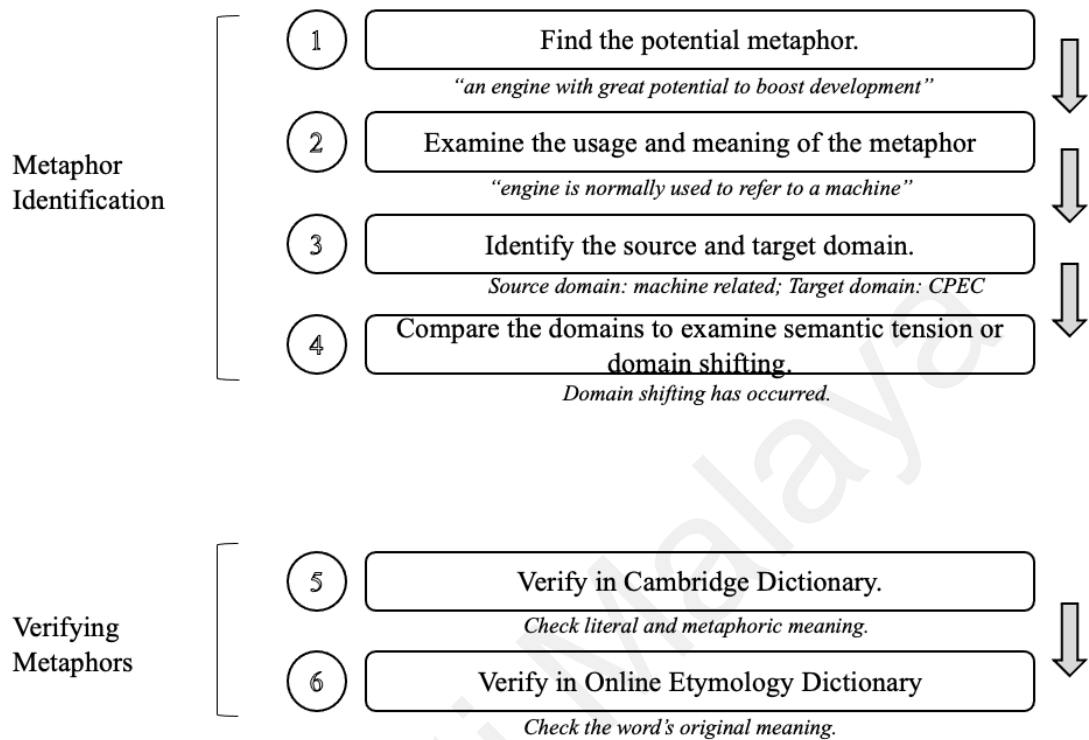 1 Find the potential metaphor.
“an engine with great potential to boost development”
2 Examine the usage and meaning of the metaphor
“engine is normally used to refer to a machine”
Metaphor
Identification
3 Identify the source and target domain.
Source domain: machine related; Target domain: CPEC
4 Compare the domains to examine semantic tension or
domain shifting.
Domain shifting has occurred.
5 Verify in Cambridge Dictionary.
Check literal and metaphoric meaning.
Verifying
Metaphors
6 Verify in Online Etymology Dictionary
Check the word’s original meaning.
Malaya